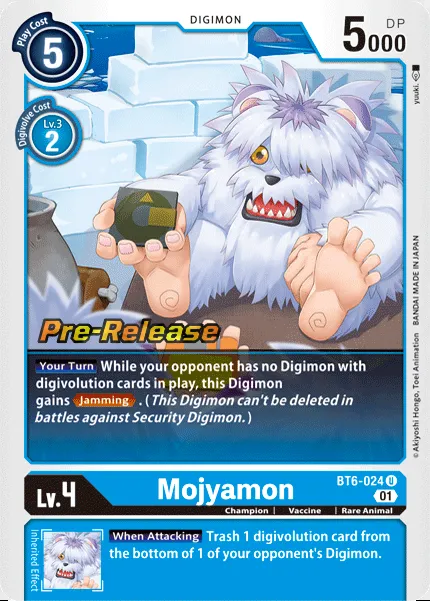 DIGIMON
Play Cost
5
DP
5000
Digivolve Cost
Lv.3
2
yuuki.
Pre-Release
Your Turn While your opponent has no Digimon with
digivolution cards in play, this Digimon
gains Jamming . (This Digimon can't be deleted in
battles against Security Digimon.)
© Akiyoshi Hongo, Toei Animation BANDAI MADE IN JAPAN
Lv.4
Mojyamon
BT6-024 U
01
Champion | Vaccine | Rare Animal
Inherited Effect
When Attacking Trash 1 digivolution card from
the bottom of 1 of your opponent's Digimon.